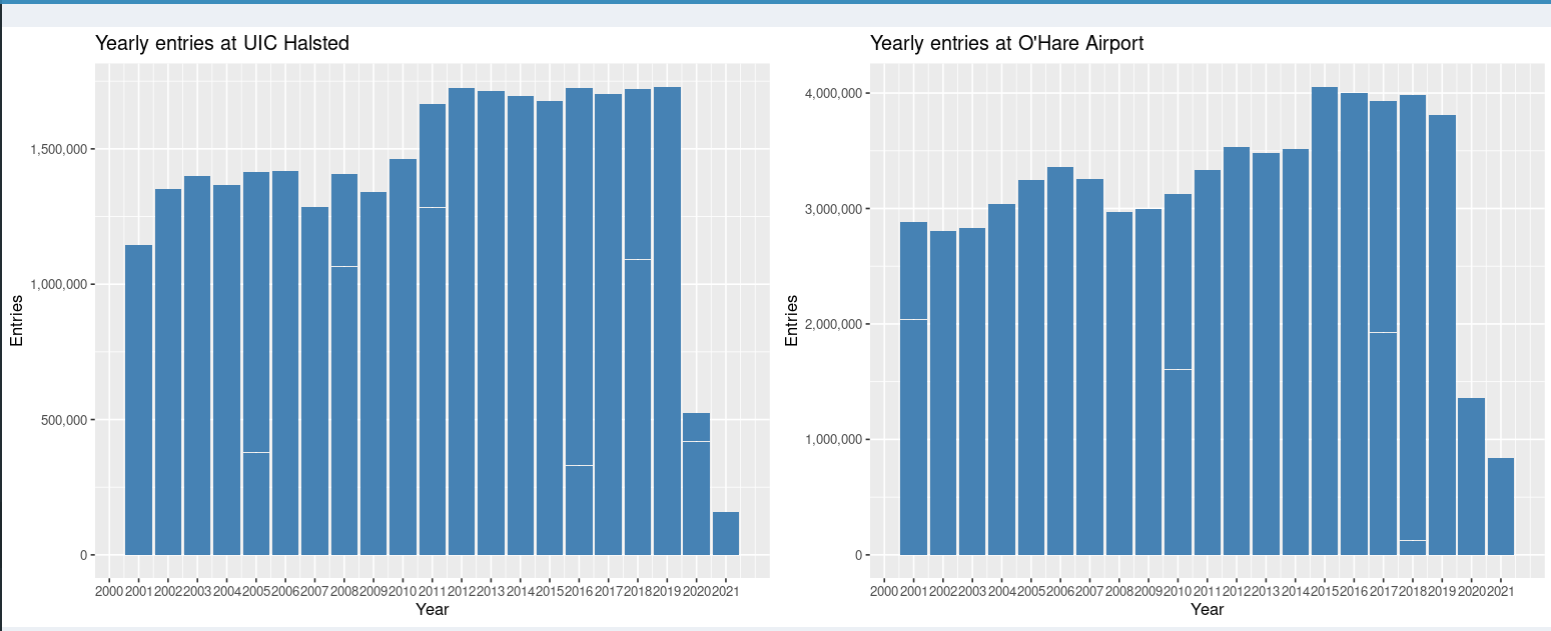 Yearly entries at UIC Halsted
1,500,000
1,000,000
500,000
0
Entries
2000 2001 2002 2003 2004 2005 2006 2007 2008 2009 2010 2011 2012 2013 2014 2015 2016 2017 2018 2019 2020 2021
Year
Yearly entries at O'Hare Airport
4,000,000
3,000,000
2,000,000
1,000,000
0
Entries
2000 2001 2002 2003 2004 2005 2006 2007 2008 2009 2010 2011 2012 2013 2014 2015 2016 2017 2018 2019 2020 2021
Year